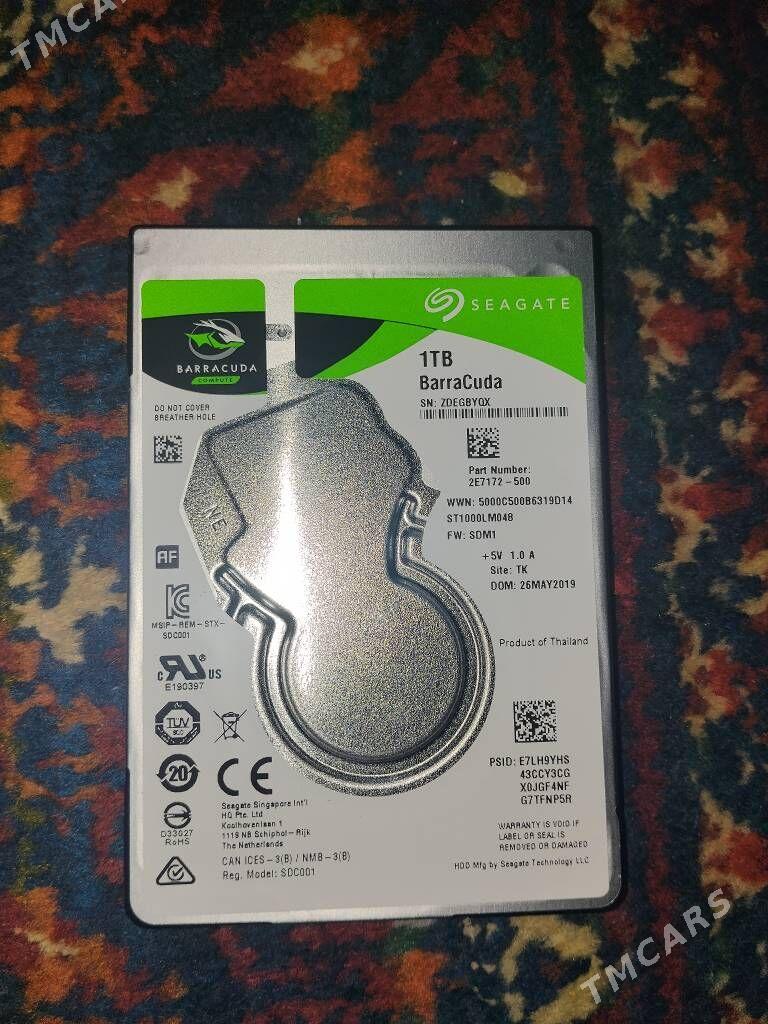 TMCARS
SEAGATE
BARRACUDA
COMPUTE
1TB
BarraCuda
SN: ZDEGBYQX
DO NOT COVER
BREATHER HOLE
Part Number:
2E7172-500
WWN: 5000C500B6319D14
ST1000LM048
FW: SDM1
+5V 1.0 A
Site: TK
DOM: 26MAY2019
NE
AF
MSIP-REM-STX-
SDC001
Product of Thailand
c RU ® US
E190397
TÜV
20
CE
PSID: E7LH9YHS
43CCY3CG
X0JGF4NF
G7TFNP5R
Seagate Singapore Int'l
HQ Pte. Ltd
Koolhovenlaan 1
1119 NB Schiphol-Rijk
The Netherlands
D33027
RoHS
WARRANTY IS VOID IF
LABEL OR SEAL IS
REMOVED OR DAMAGED
CAN ICES-3(B) / NMB-3(B)
Reg. Model: SDC001
HDD Mfg by Seagate Technology LLC
TMCARS